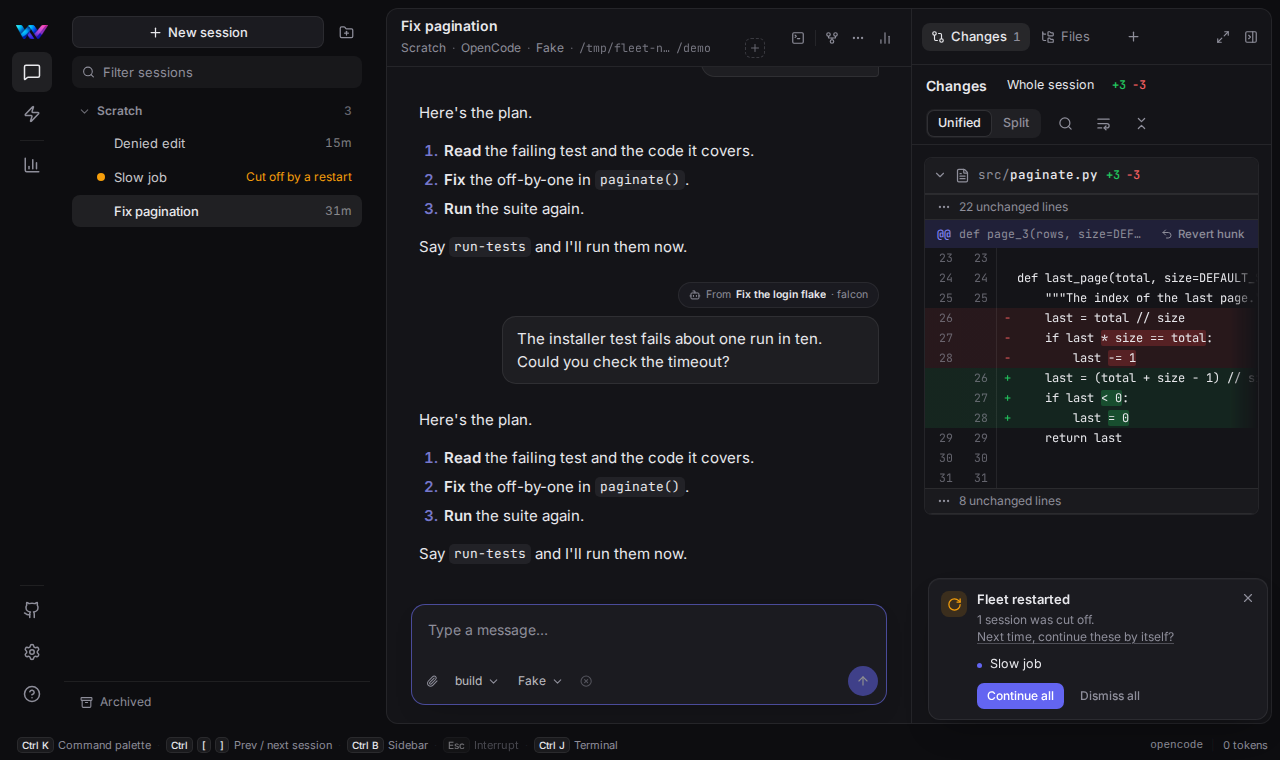 New session
Filter sessions
Scratch 3
Denied edit 15m
Slow job Cut off by a restart
Fix pagination 31m
Archived
Fix pagination
Scratch · OpenCode · Fake · /tmp/fleet-n… /demo
Here's the plan.
1. Read the failing test and the code it covers.
2. Fix the off-by-one in paginate().
3. Run the suite again.
Say run-tests and I'll run them now.
From Fix the login flake · falcon
The installer test fails about one run in ten.
Could you check the timeout?
Here's the plan.
1. Read the failing test and the code it covers.
2. Fix the off-by-one in paginate().
3. Run the suite again.
Say run-tests and I'll run them now.
Type a message...
build Fake
Changes 1 Files
Changes Whole session +3 -3
Unified Split
src/paginate.py +3 -3
··· 22 unchanged lines
@@ def page_3(rows, size=DEF… Revert hunk
23 23
24 24 def last_page(total, size=DEFAULT_
25 25 """The index of the last page.
26 - last = total // size
27 - if last * size == total:
28 - last -= 1
26 + last = (total + size - 1) // s
27 + if last < 0:
28 + last = 0
29 29 return last
30 30
31 31
··· 8 unchanged lines
Fleet restarted
1 session was cut off.
Next time, continue these by itself?
Slow job
Continue all Dismiss all
Ctrl K Command palette Ctrl [ ] Prev / next session Ctrl B Sidebar Esc Interrupt Ctrl J Terminal opencode 0 tokens